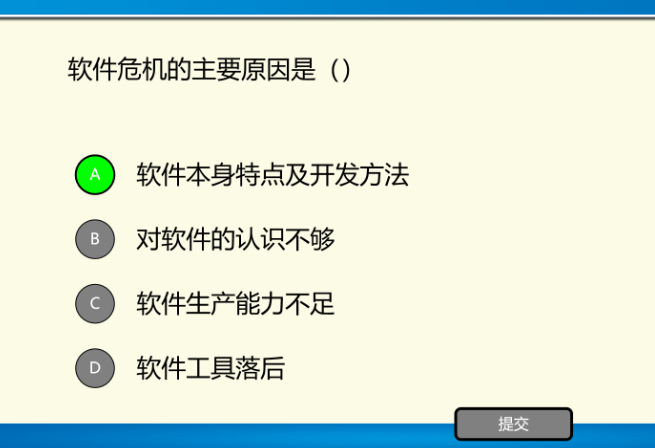 软件危机的主要原因是（）
A 软件本身特点及开发方法
B 对软件的认识不够
C 软件生产能力不足
D 软件工具落后
提交